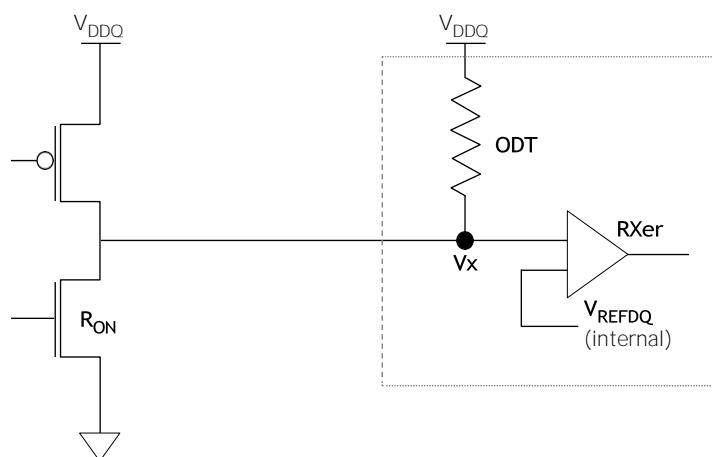 VDDQ
VDDQ
ODT
RXer
Vx
RON
VREFDQ
(internal)